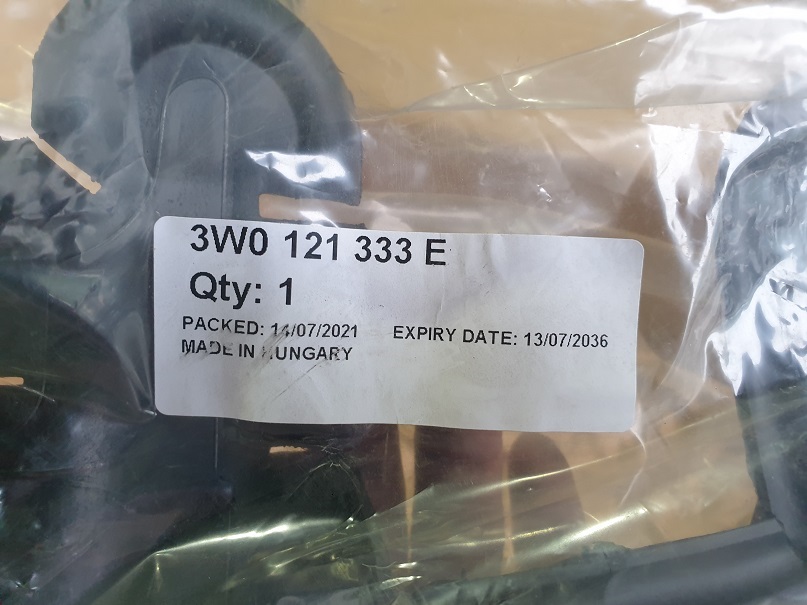 3W0 121 333 E
Qty: 1
PACKED: 14/07/2021 EXPIRY DATE: 13/07/2036
MADE IN HUNGARY